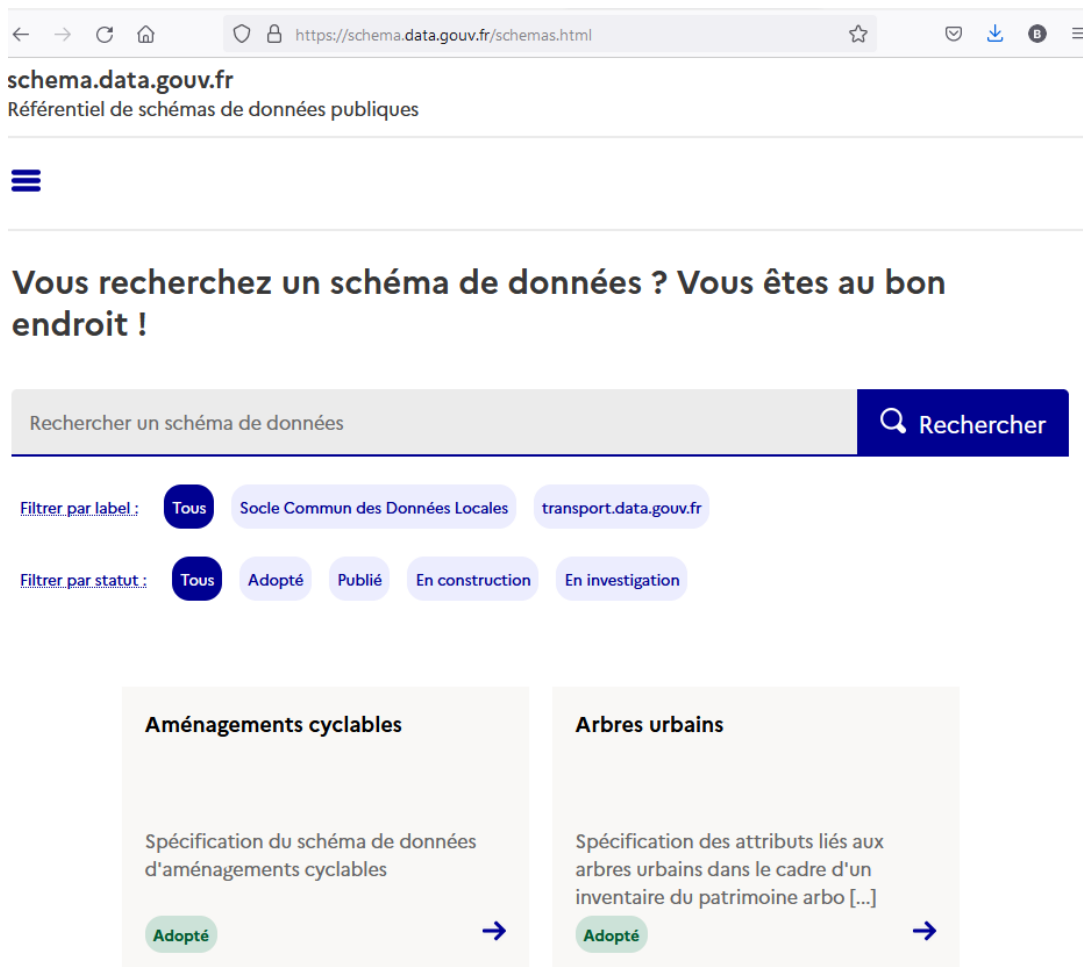 https://schema.data.gouv.fr/schemas.html
B
schema.data.gouv.fr
Référentiel de schémas de données publiques
Vous recherchez un schéma de données ? Vous êtes au bon
endroit !
Rechercher un schéma de données
Rechercher
Filtrer par label :
Tous
Socle Commun des Données Locales
transport.data.gouv.fr
Filtrer par statut :
Tous
Adopté
Publié
En construction
En investigation
Aménagements cyclables
Spécification du schéma de données
d'aménagements cyclables
Adopté
Arbres urbains
Spécification des attributs liés aux
arbres urbains dans le cadre d'un
inventaire du patrimoine arbo [...]
Adopté